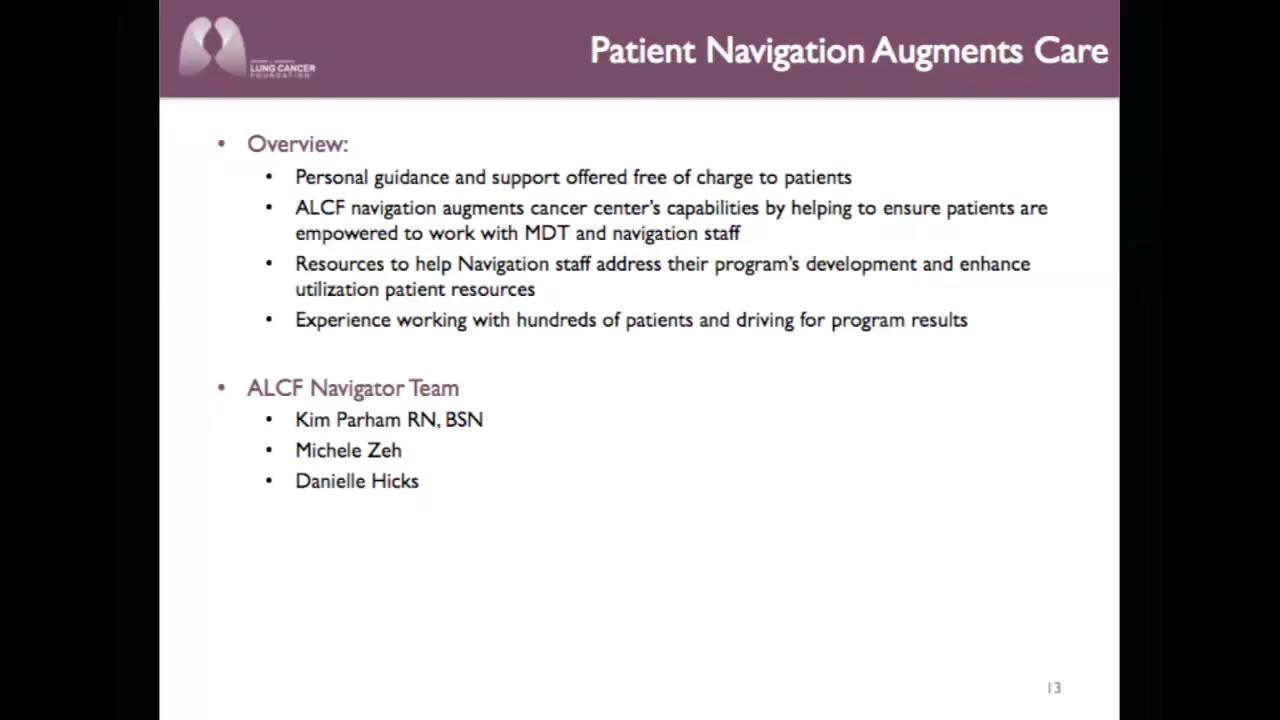 Patient Navigation Augments Care
LUNG CANCER
FOUNDATION
• Overview:
• Personal guidance and support offered free of charge to patients
• ALCF navigation augments cancer center's capabilities by helping to ensure patients are
empowered to work with MDT and navigation staff
• Resources to help Navigation staff address their program's development and enhance
utilization patient resources
• Experience working with hundreds of patients and driving for program results
• ALCF Navigator Team
• Kim Parham RN, BSN
• Michele Zeh
• Danielle Hicks
13